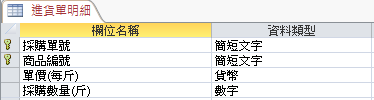 進貨單明細
欄位名稱 資料類型
採購單號 簡短文字
商品編號 簡短文字
單價(每斤) 貨幣
採購數量(斤) 數字